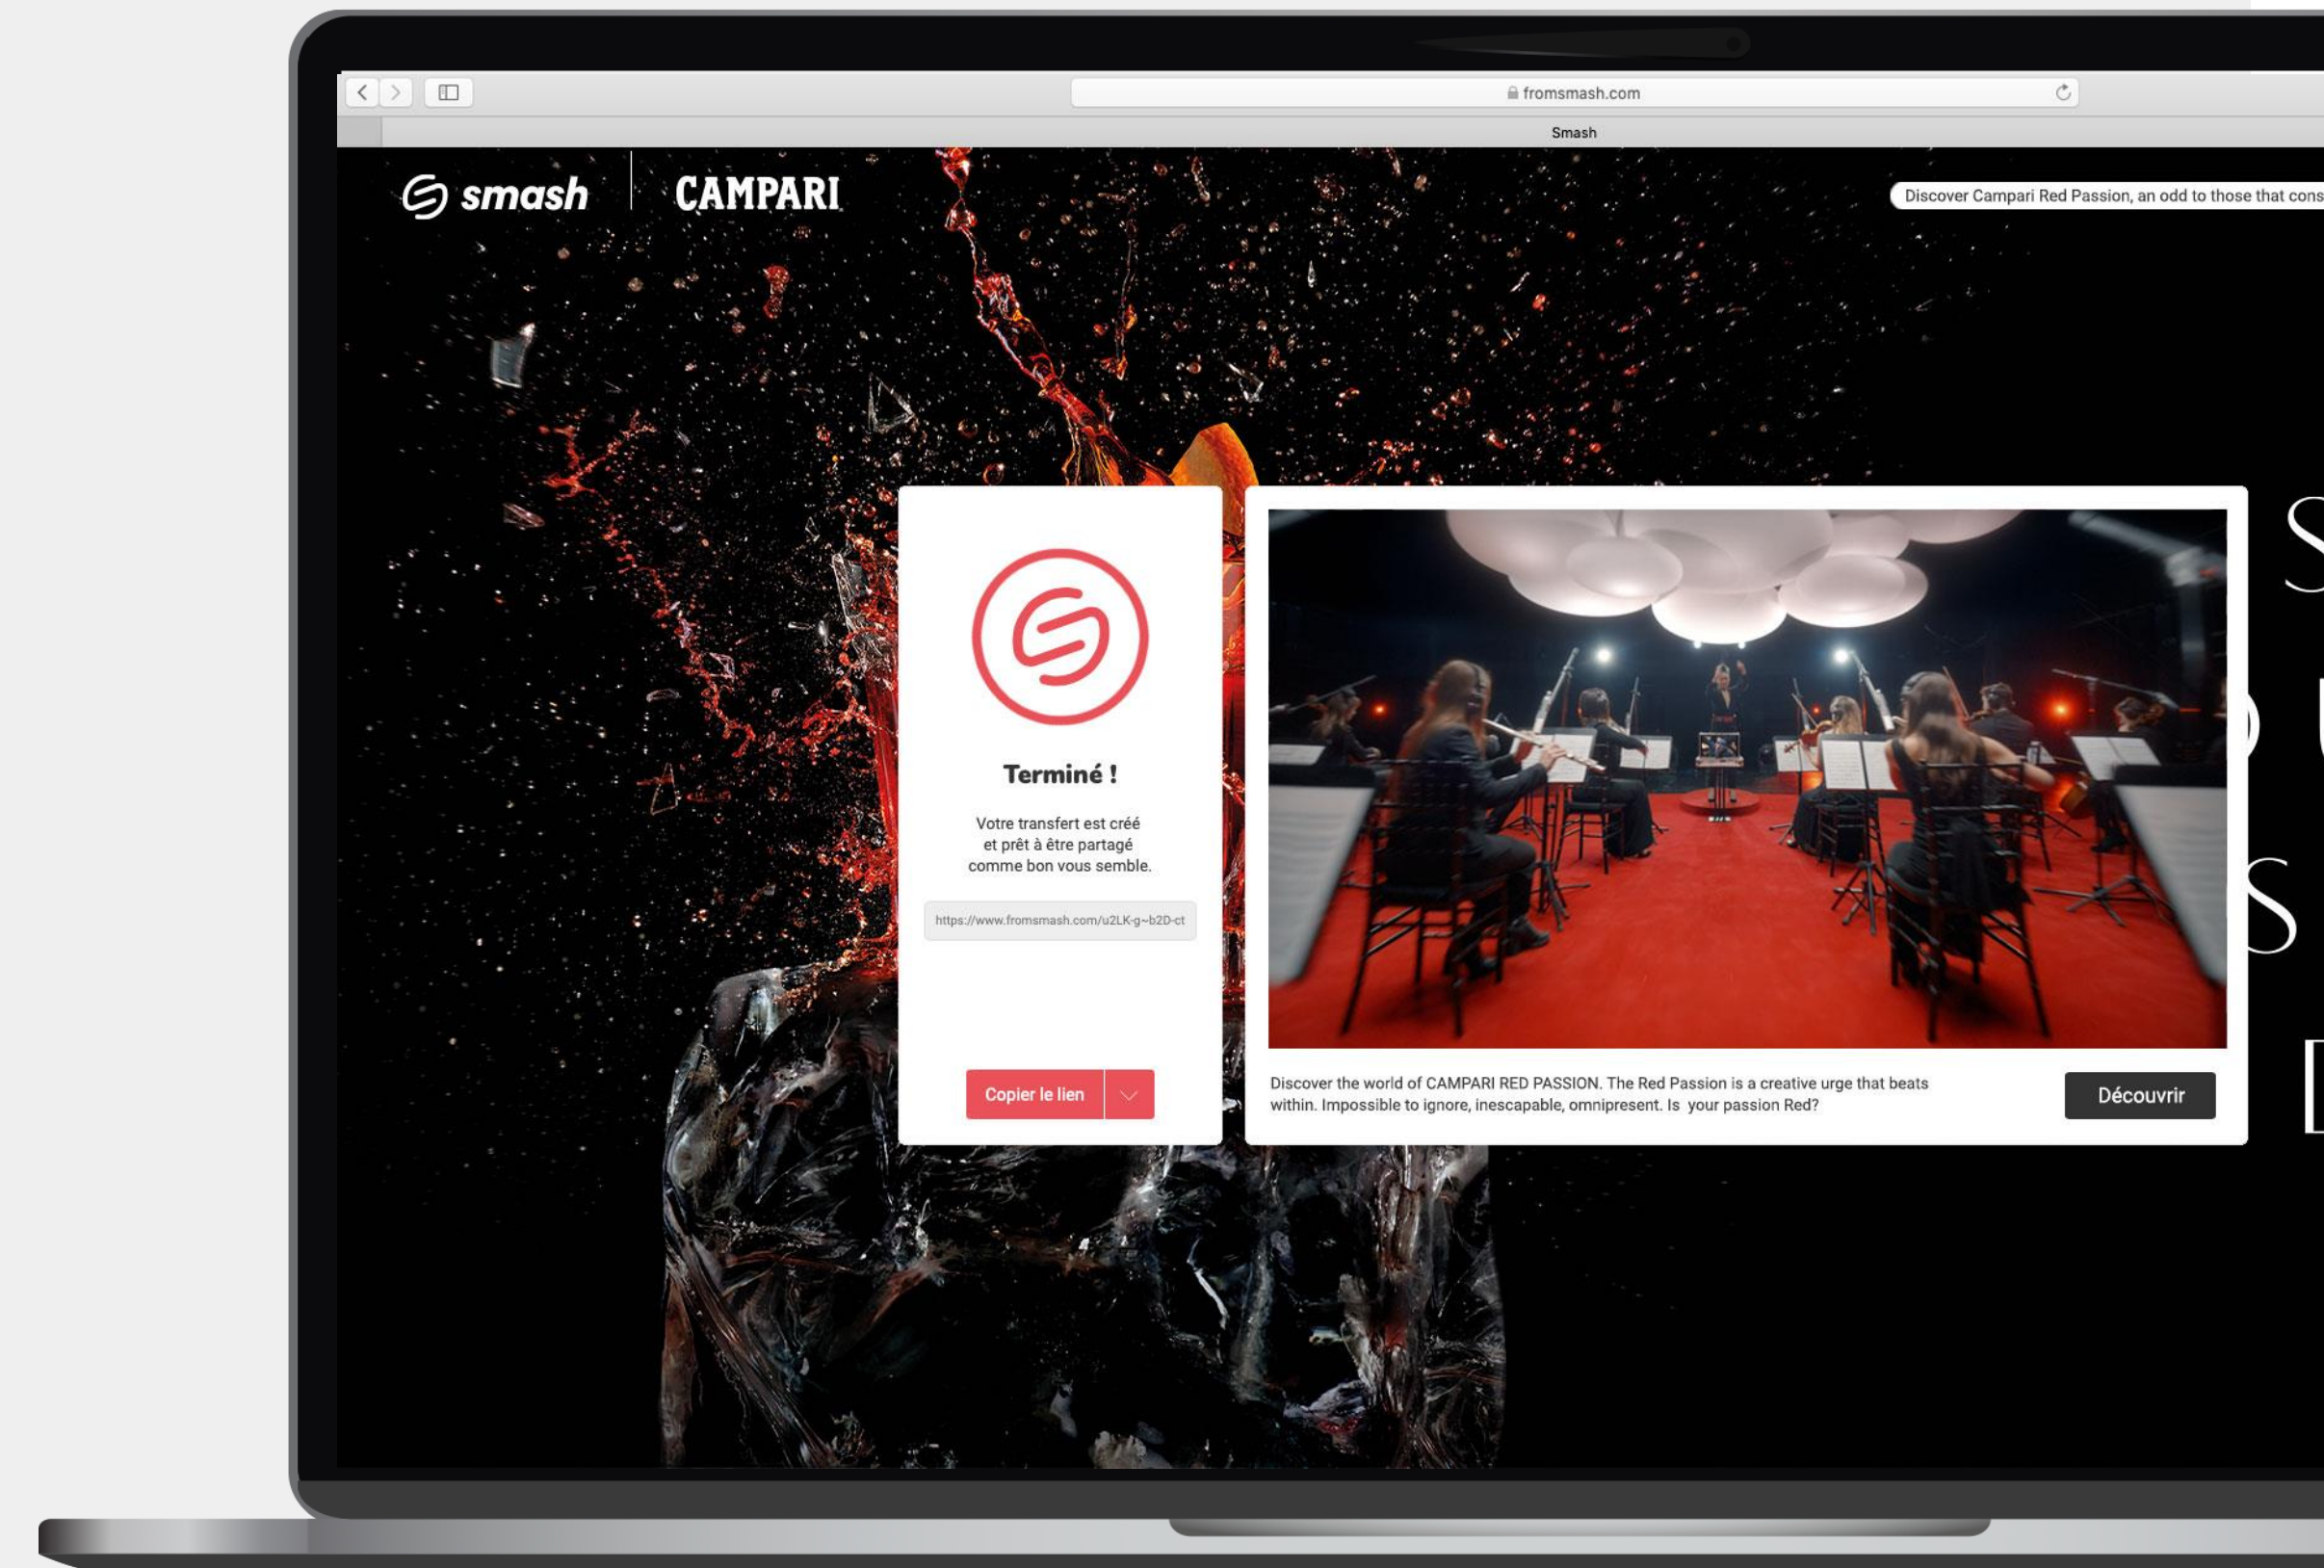 fromsmash.com
Smash
smash
CAMPARI
Discover Campari Red Passion, an odd to those that
Terminé !
Votre transfert est créé
et prêt à être partagé
comme bon vous semble.
https://www.fromsmash.com/u2LK-g~b2D-ct
Copier le lien
Discover the world of CAMPARI RED PASSION. The Red Passion is a creative urge that beats
within. Impossible to ignore, inescapable, omnipresent. Is your passion Red?
Découvrir